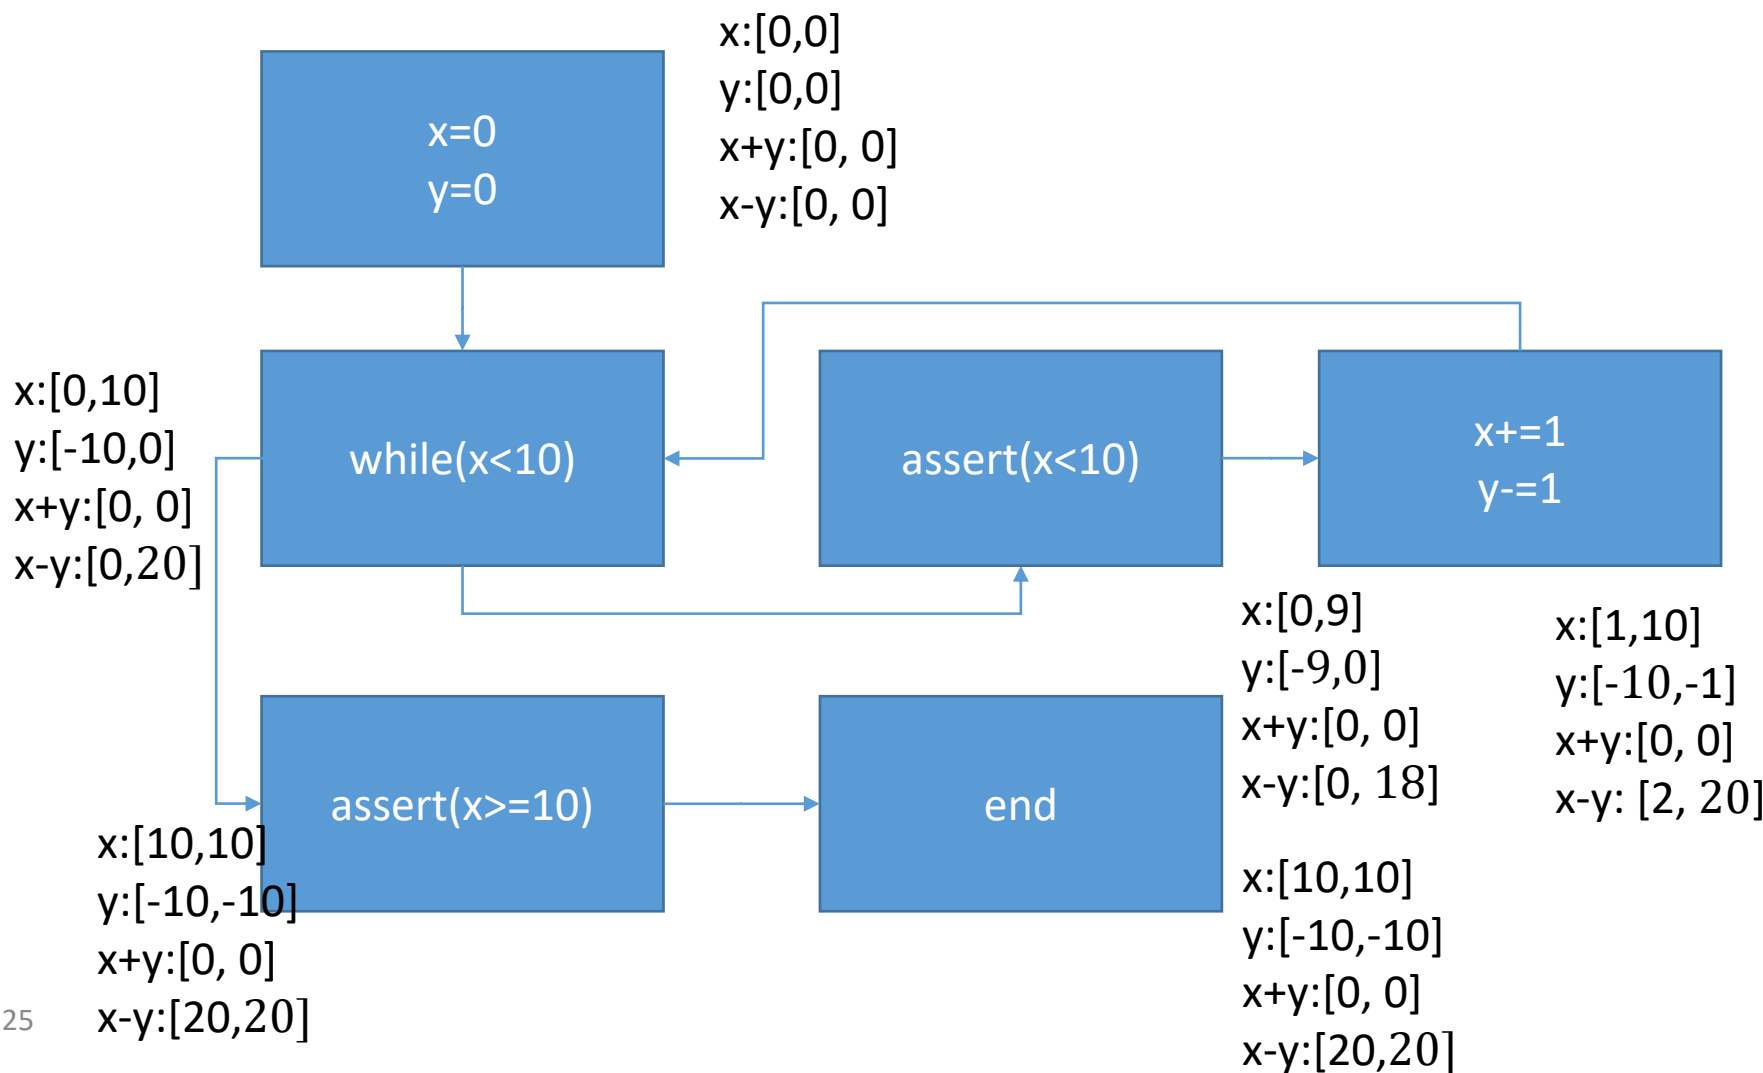 x=0
y=0
x:[0,0]
y:[0,0]
x+y:[0, 0]
x-y:[0, 0]
x:[0,10]
y:[-10,0]
x+y:[0, 0]
x-y:[0,20]
while(x<10)
assert(x<10)
x+=1
y-=1
x:[0,9]
y:[-9,0]
x+y:[0, 0]
x-y:[0, 18]
x:[1,10]
y:[-10,-1]
x+y:[0, 0]
x-y: [2, 20]
assert(x>=10)
end
x:[10,10]
y:[-10,-10]
x+y:[0, 0]
x-y:[20,20]
x:[10,10]
y:[-10,-10]
x+y:[0, 0]
x-y:[20,20]
25